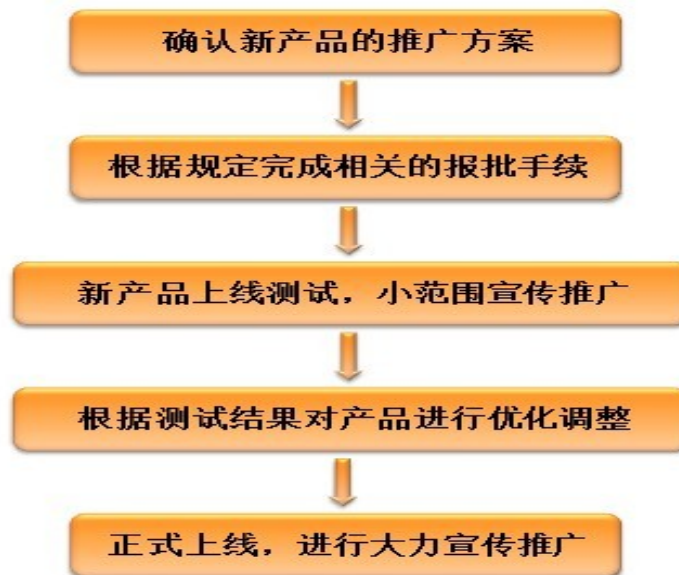 确认新产品的推广方案
根据规定完成相关的报批手续
新产品上线测试，小范围宣传推广
根据测试结果对产品进行优化调整
正式上线，进行大力宣传推广